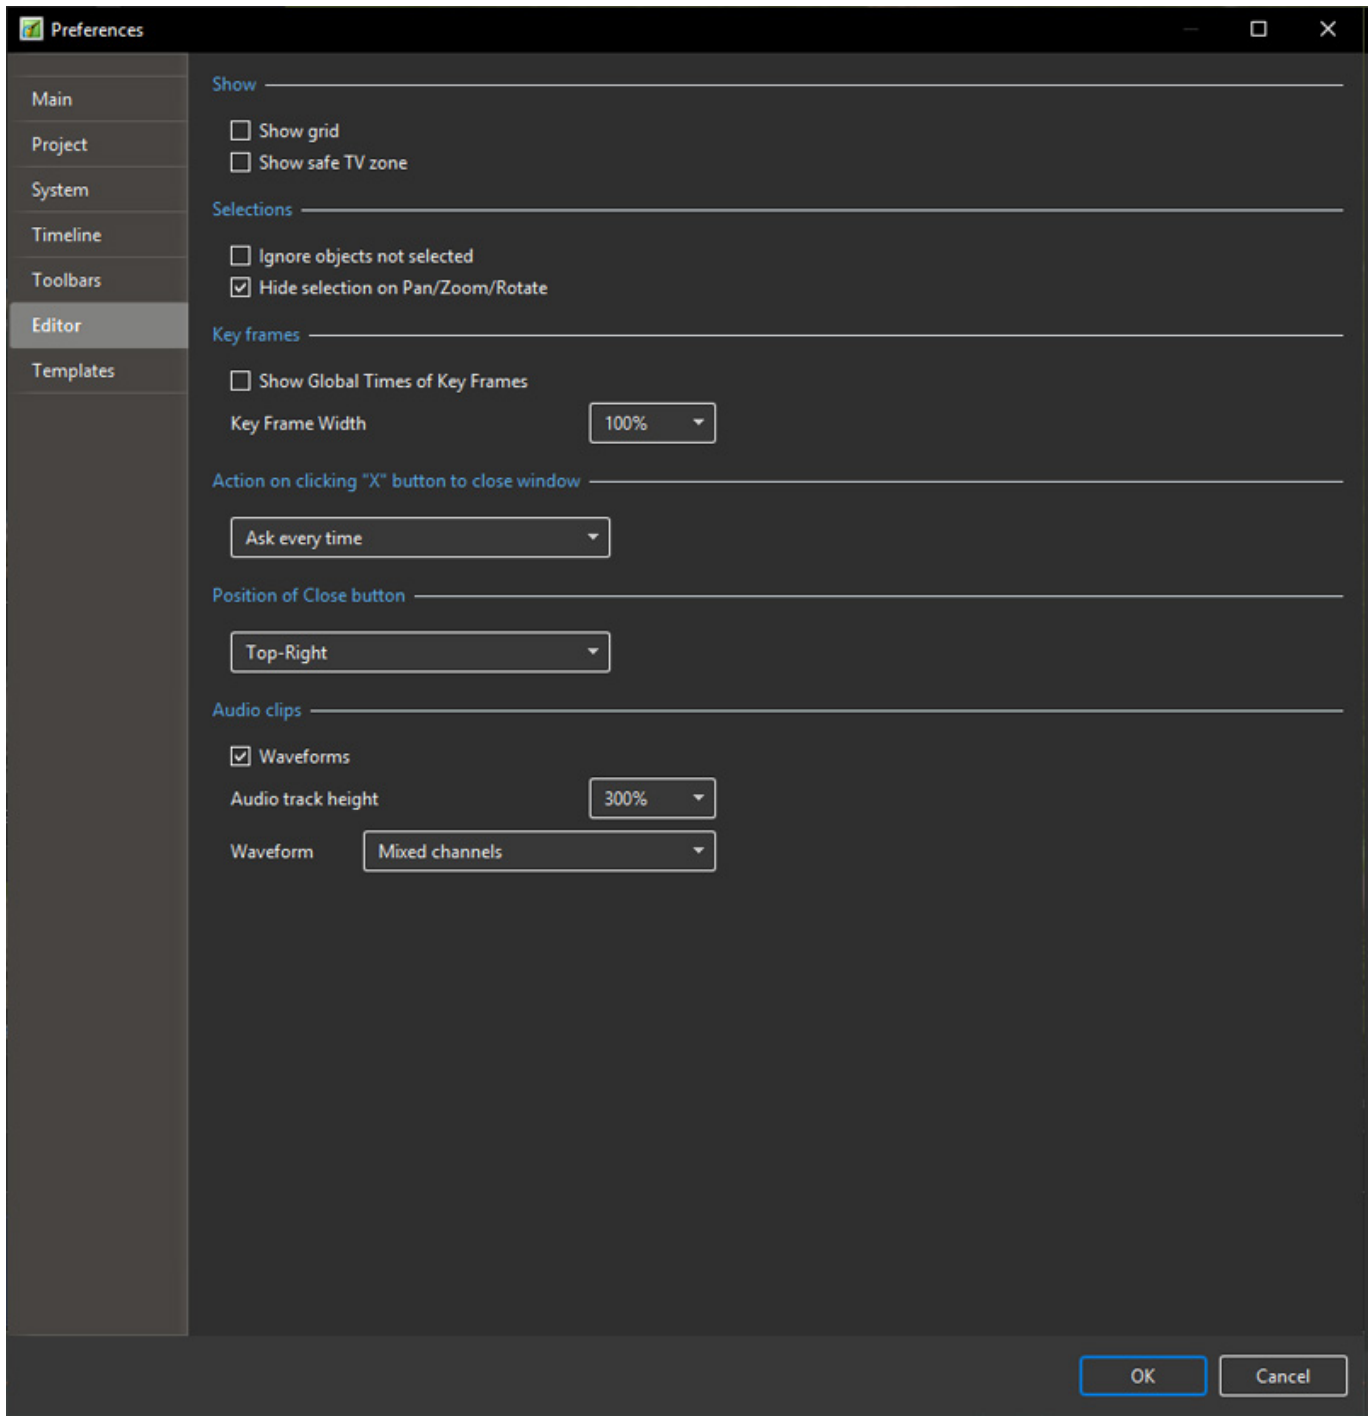 Preferences
Main
Project
System
Timeline
Toolbars
Editor
Templates
Show
Show grid
Show safe TV zone
Selections
Ignore objects not selected
Hide selection on Pan/Zoom/Rotate
Key frames
Show Global Times of Key Frames
Key Frame Width 100%
Action on clicking "X" button to close window
Ask every time
Position of Close button
Top-Right
Audio clips
Waveforms
Audio track height 300%
Waveform Mixed channels
OK Cancel